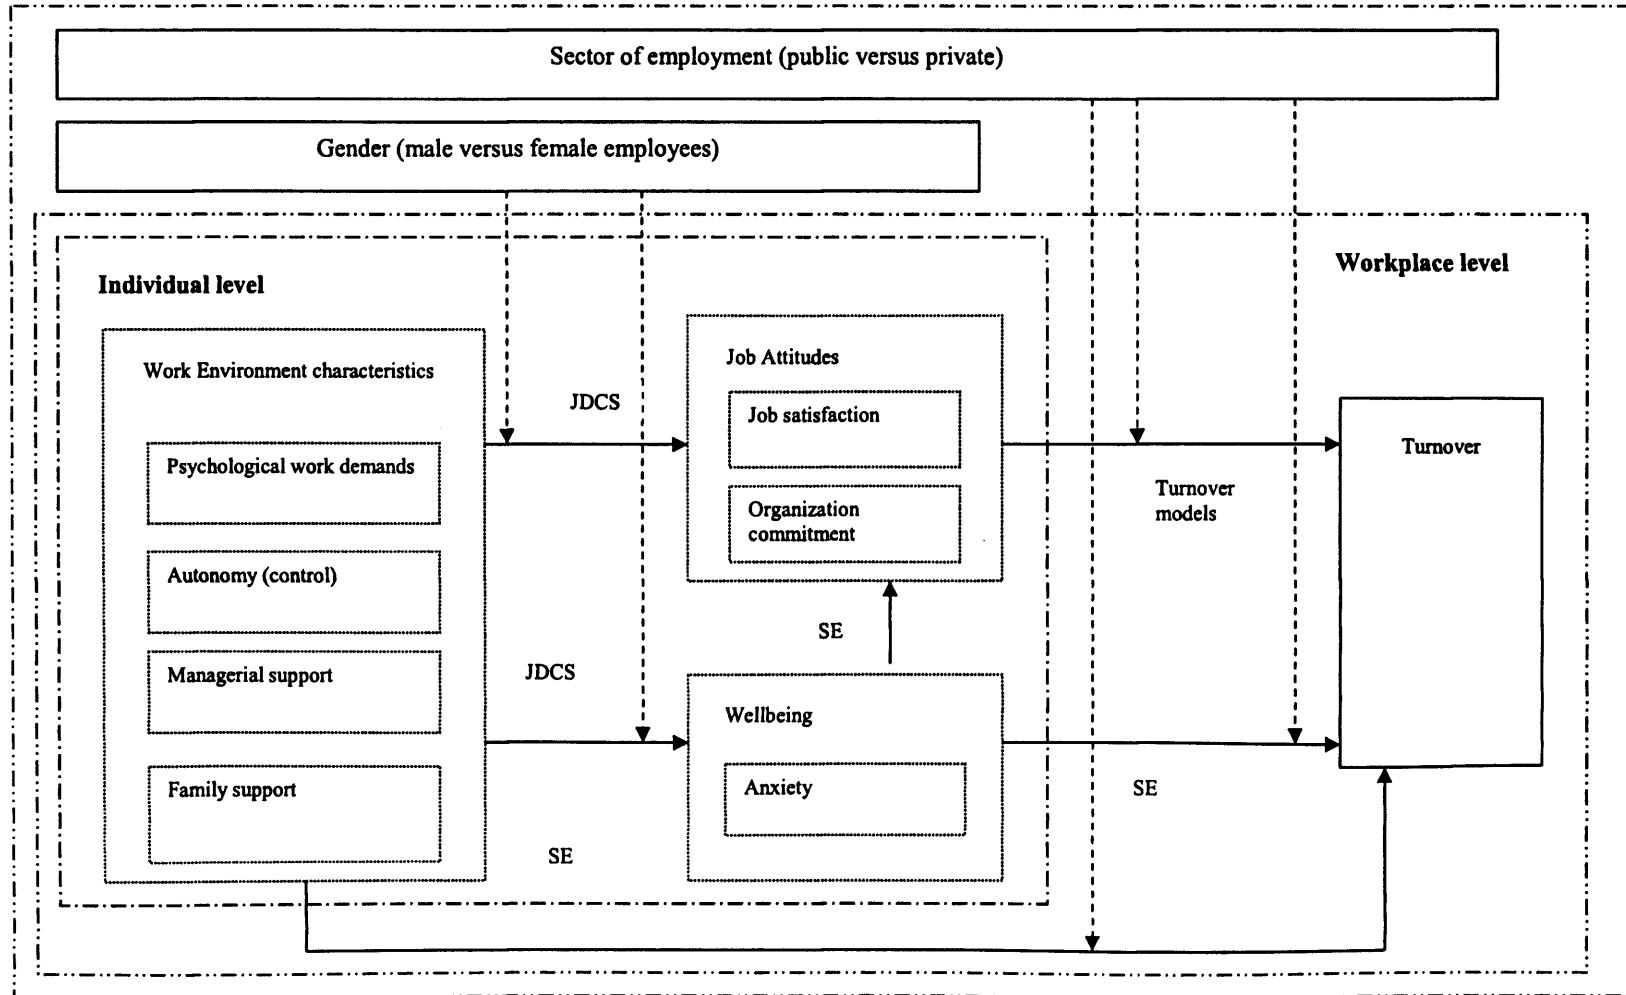 Sector of employment (public versus private)
Gender (male versus female employees)
Individual level
Workplace level
Work Environment characteristics
Psychological work demands
Autonomy (control)
Managerial support
Family support
JDCS
JDCS
SE
Job Attitudes
Job satisfaction
Organization
commitment
SE
Wellbeing
Anxiety
Turnover
models
SE
Turnover